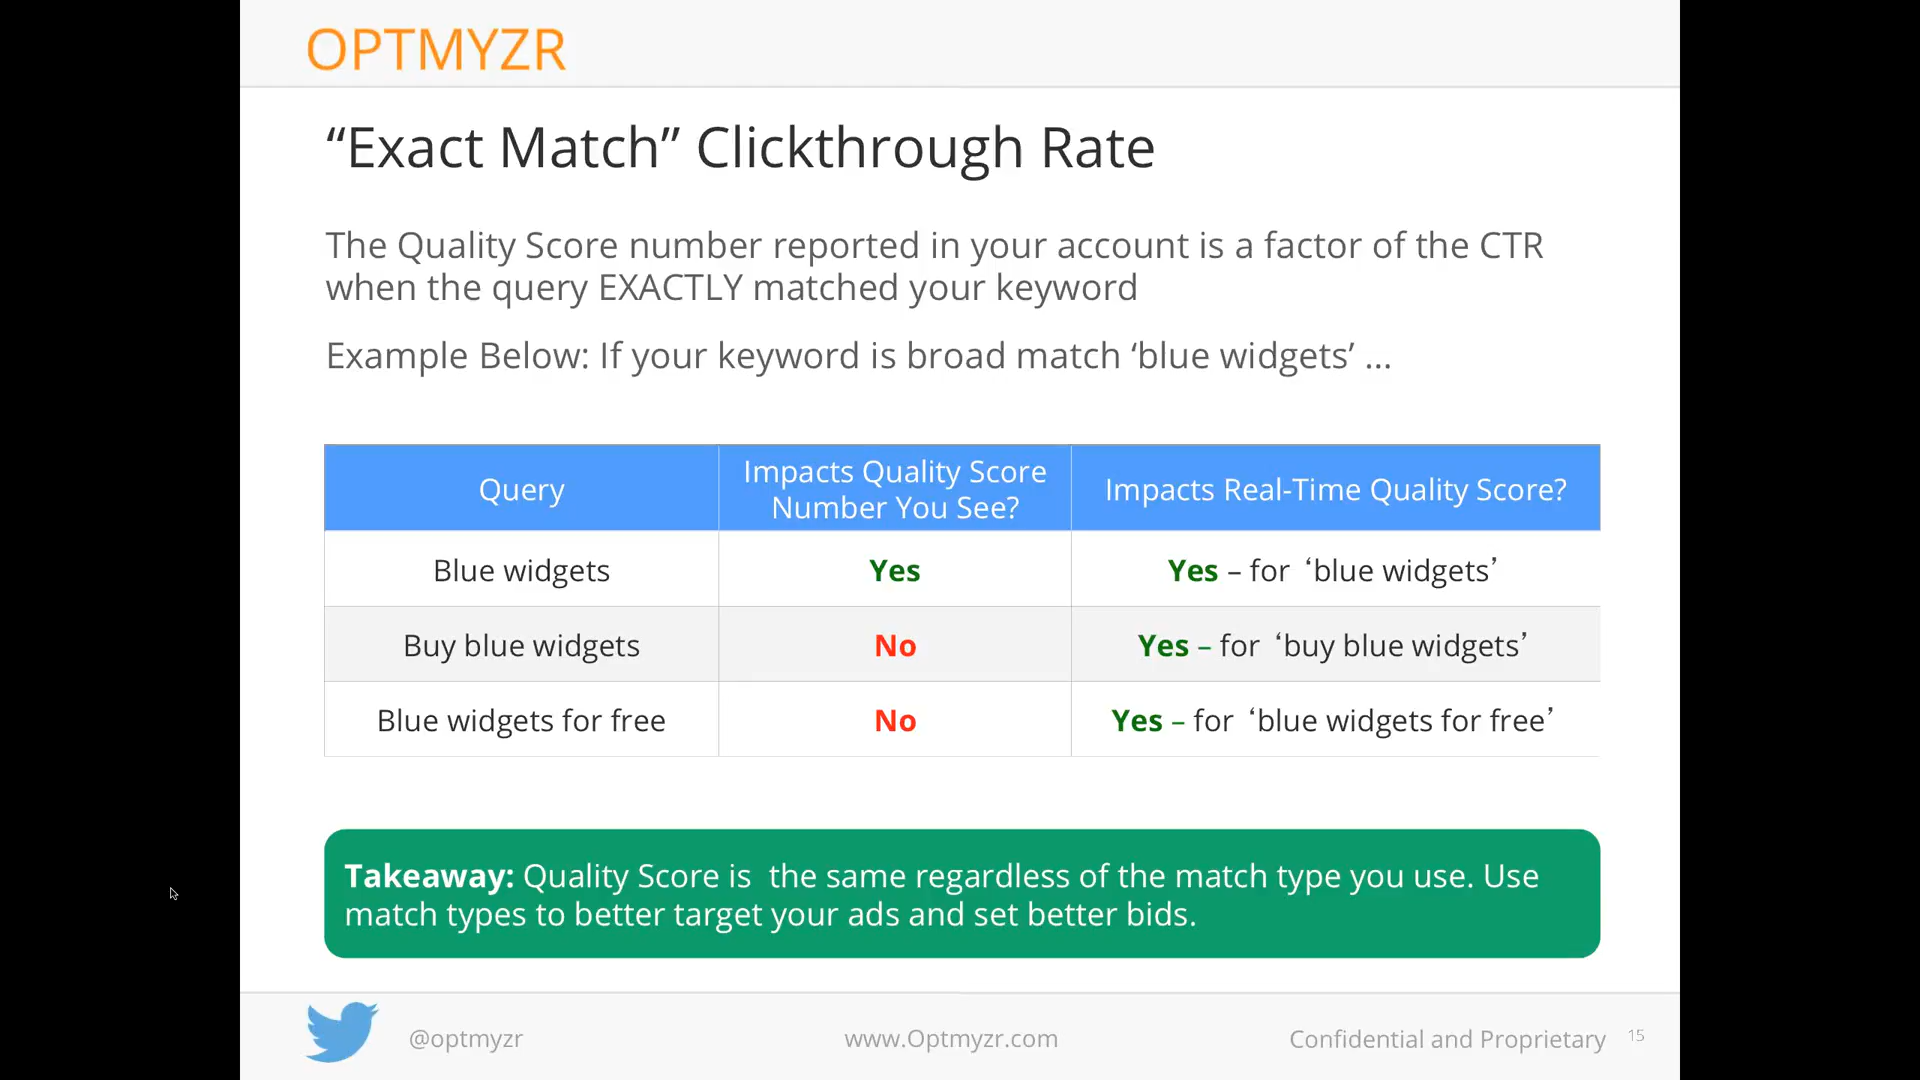 OPTMYZR
“Exact Match” Clickthrough Rate
The Quality Score number reported in your account is a factor of the CTR
when the query EXACTLY matched your keyword
Example Below: If your keyword is broad match ‘blue widgets’ ...
Query
Impacts Quality Score
Number You See?
Impacts Real-Time Quality Score?
Blue widgets
Yes
Yes – for ‘blue widgets’
Buy blue widgets
No
Yes – for ‘buy blue widgets’
Blue widgets for free
No
Yes – for ‘blue widgets for free’
Takeaway: Quality Score is  the same regardless of the match type you use. Use
match types to better target your ads and set better bids.
@optmyzr
www.Optmyzr.com
Confidential and Proprietary
15